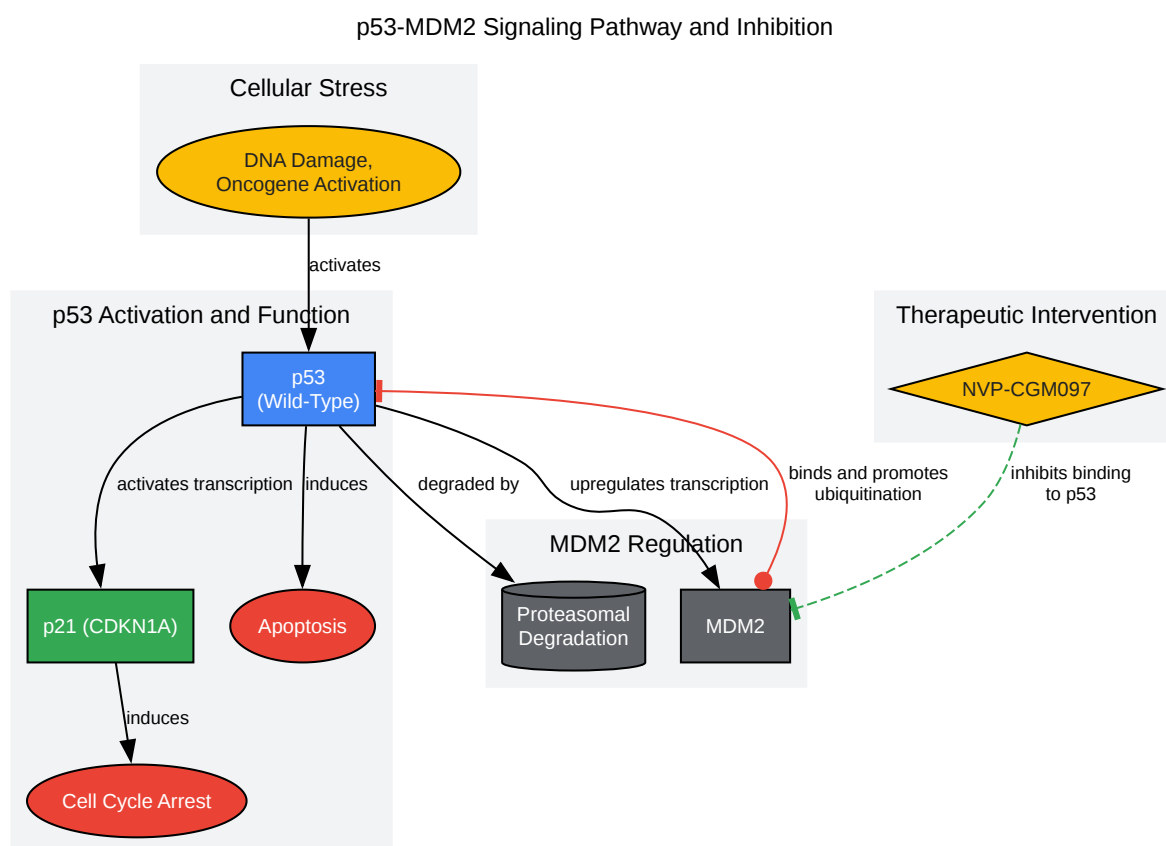 p53-MDM2 Signaling Pathway and Inhibition
Cellular Stress
DNA Damage,
Oncogene Activation
activates
p53 Activation and Function
p53
(Wild-Type)
Therapeutic Intervention
NVP-CGM097
activates transcription
induces
degraded by
upregulates transcription
binds and promotes
ubiquitination
inhibits binding
to p53
MDM2 Regulation
p21 (CDKN1A)
Apoptosis
Proteasomal
Degradation
MDM2
induces
Cell Cycle Arrest